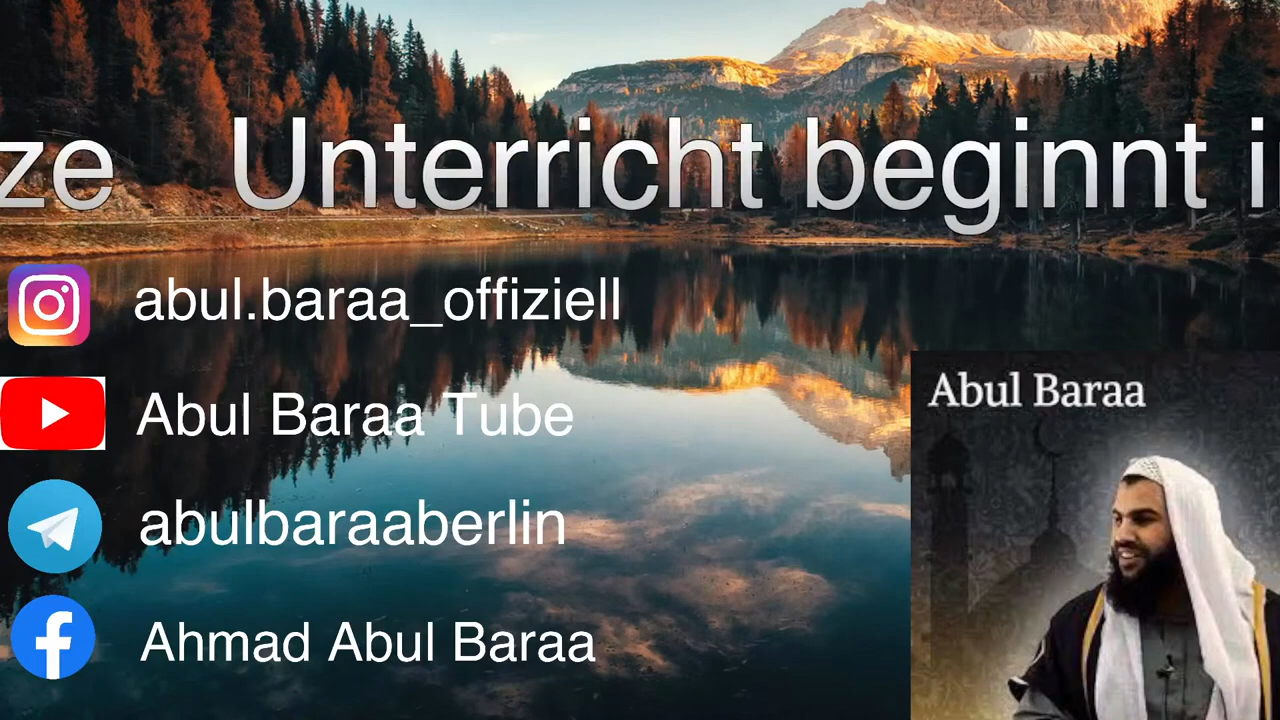 ze Unterricht beginnt i
abul.baraa_offiziell
Abul Baraa Tube
abulbaraaberlin
Ahmad Abul Baraa
Abul Baraa